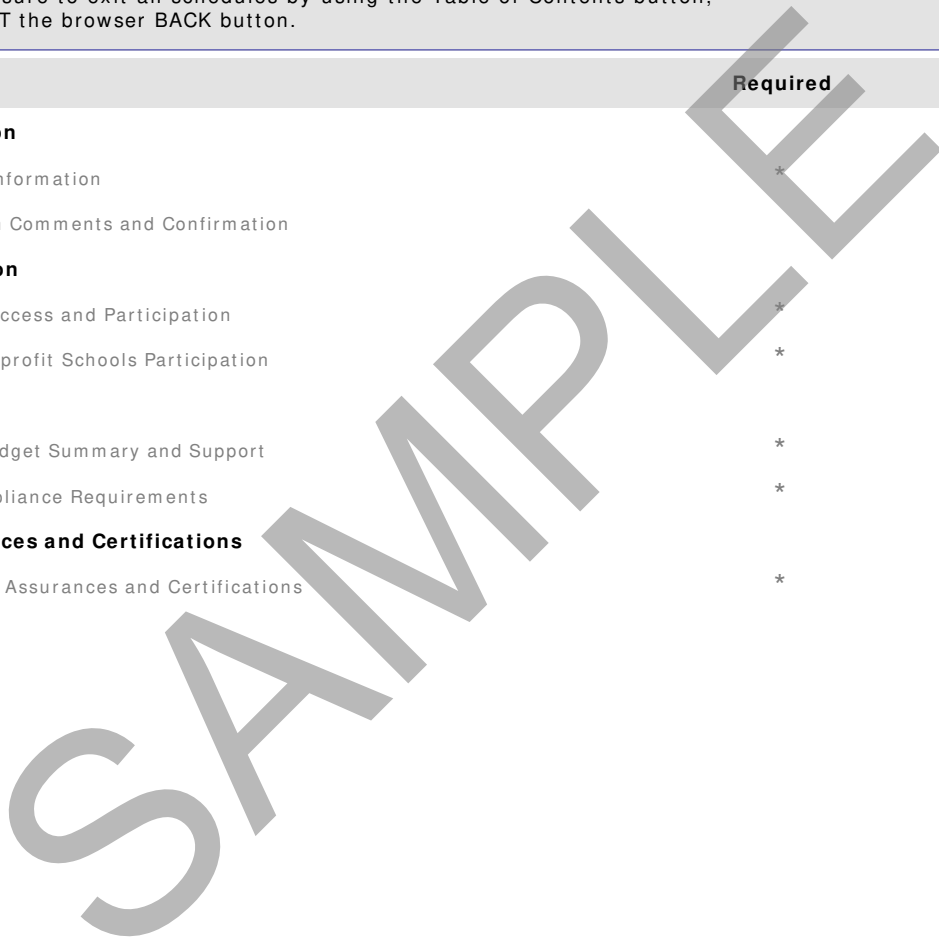 sure to exit all schedules by using the Table of Contents button,
T the browser BACK button.
Required
on
nformation *
Comments and Confirmation
on
ccess and Participation *
profit Schools Participation *
dget Summary and Support *
pliance Requirements *
ces and Certifications
Assurances and Certifications *
SAMPLE